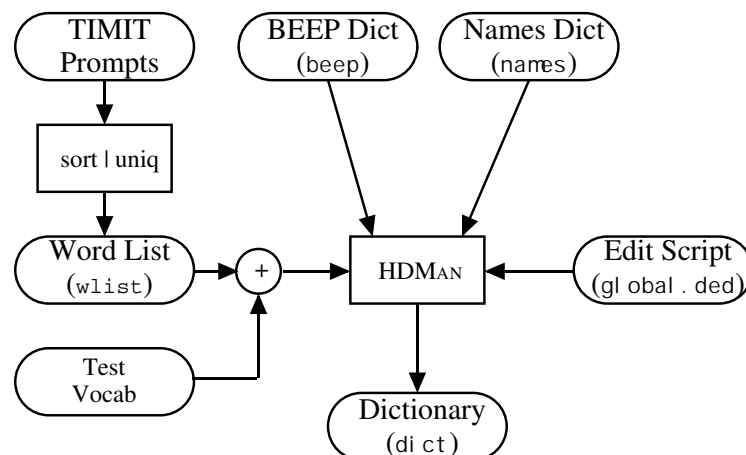 TIMIT
Prompts
BEEP Dict
(beep)
Names Dict
(names)
sort | uniq
Word List
(wlist)
+
HDMAN
Edit Script
(global.ded)
Test
Vocab
Dictionary
(dict)